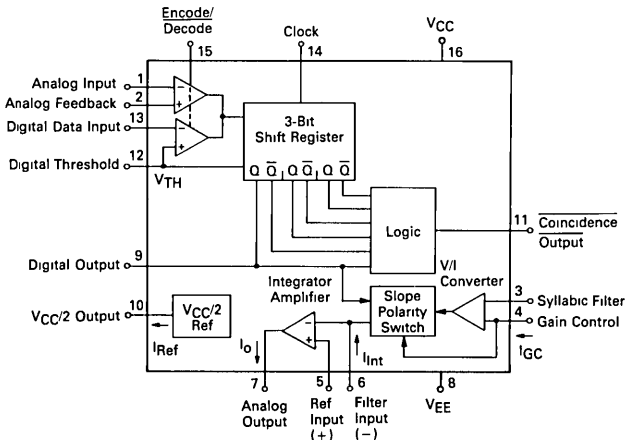 Encode/
Decode
15
Clock
14
VCC
16
Analog Input 1
Analog Feedback 2
Digital Data Input 13
Digital Threshold 12
VTH
3-Bit
Shift Register
Q Q Q Q Q Q
Logic
11 Coincidence
Output
Digital Output 9
VCC/2 Output 10
VCC/2
Ref
IRef
Integrator
Amplifier
Slope
Polarity
Switch
V/I
Converter
3 Syllabic Filter
4 Gain Control
IGC
Io
IInt
7
Analog
Output
5
Ref
Input
(+)
6
Filter
Input
(−)
8
VEE